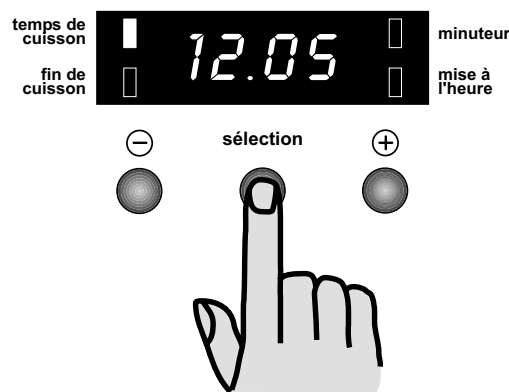 temps de
cuisson
12.05
minuteur
fin de
cuisson
mise à
l'heure
sélection